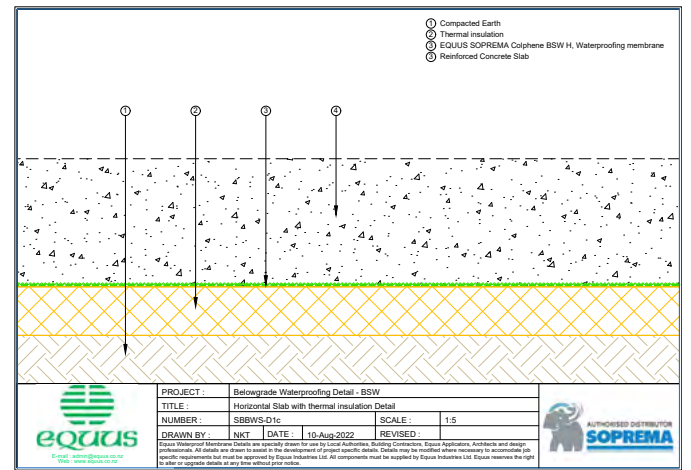 ① Compacted Earth
② Thermal insulation
③ EQUUS SOPREMA Colphene BSW H, Waterproofing membrane
③ Reinforced Concrete Slab
① ② ③ ④
equus
E-mail : admin@equus.co.nz
Web : www.equus.co.nz
PROJECT : Belowgrade Waterproofing Detail - BSW
TITLE : Horizontal Slab with thermal insulation Detail
NUMBER : SBBWS-D1c SCALE : 1:5
DRAWN BY : NKT DATE : 10-Aug-2022 REVISED :
Equus Waterproof Membrane Details are specially drawn for use by Local Authorities, Building Contractors, Equus Applicators, Architects and design
professionals. All details are drawn to assist in the development of project specific details. Details may be modified where necessary to accomodate job
specific requirements but must be approved by Equus Industries Ltd. All components must be supplied by Equus Industries Ltd. Equus reserves the right
to alter or upgrade details at any time without prior notice.
AUTHORISED DISTRIBUTOR
SOPREMA